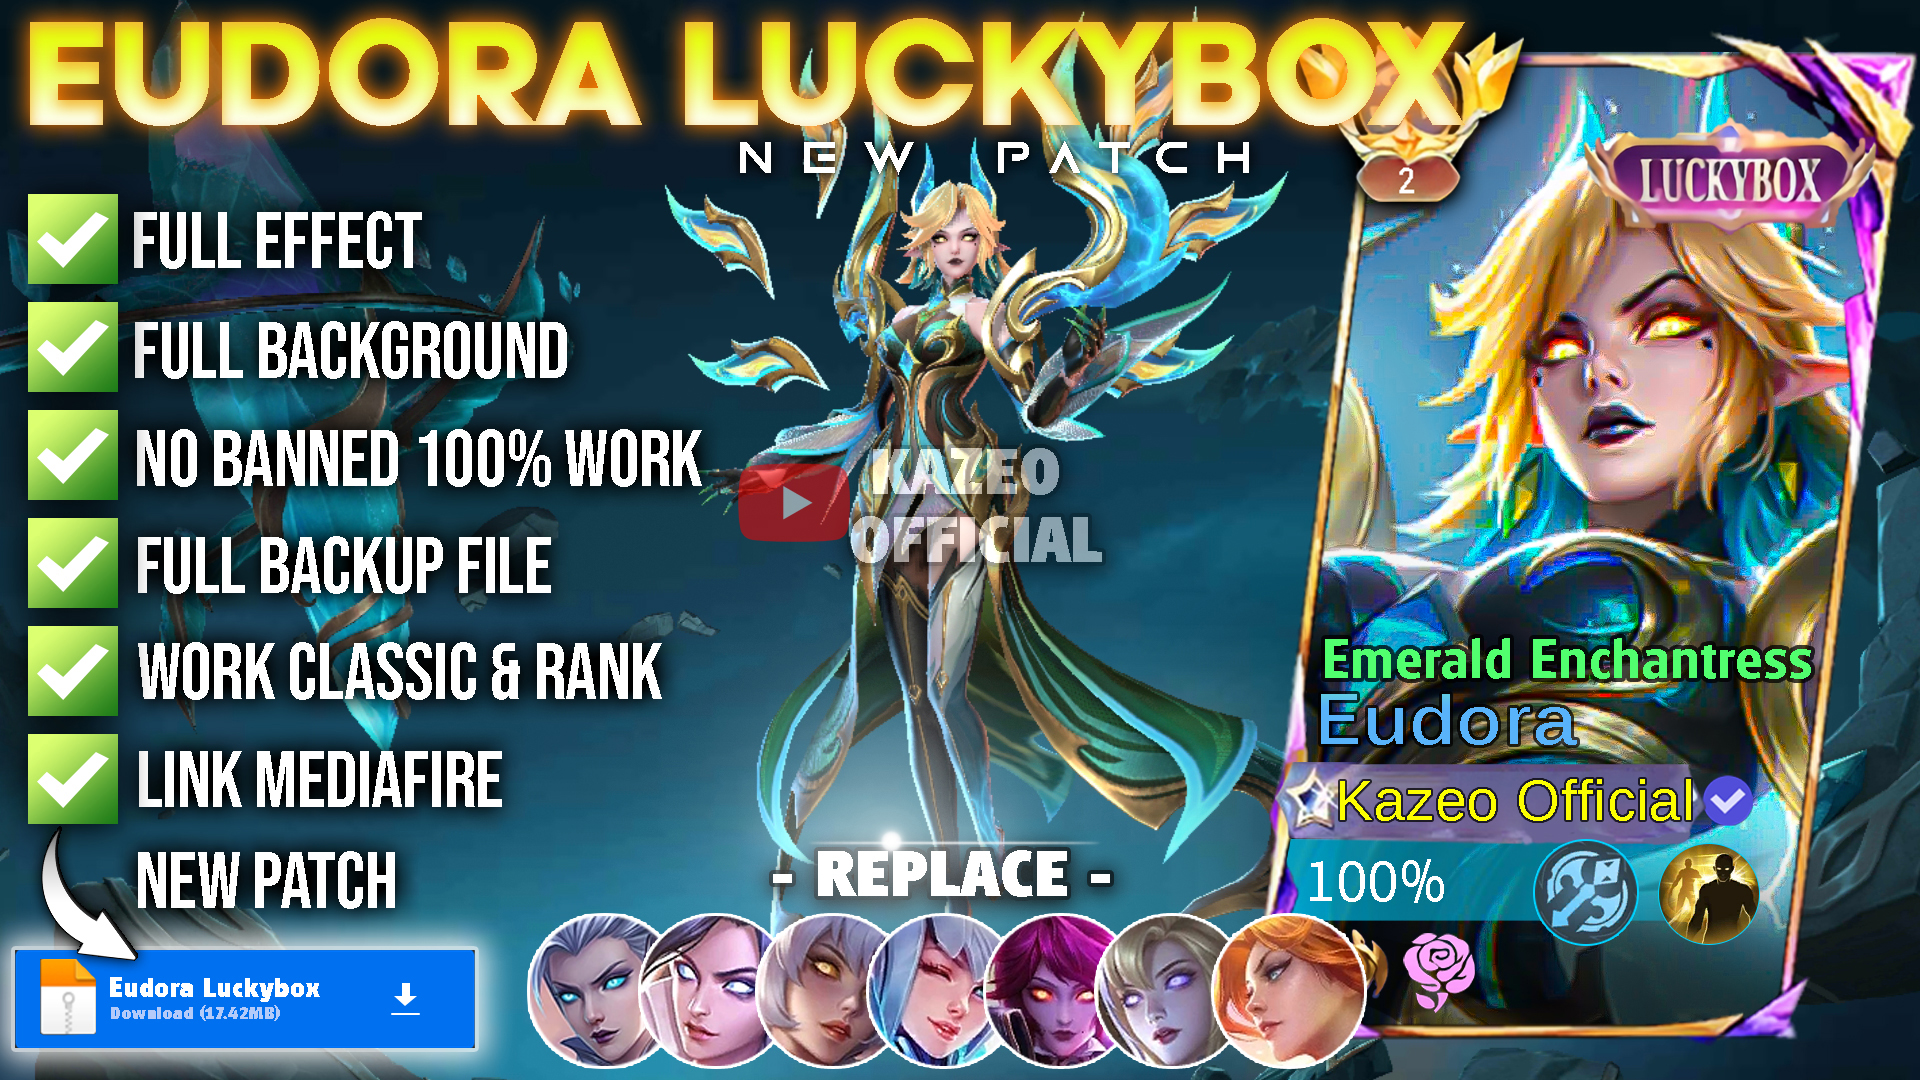 EUDORA LUCKYBOX
NEW PATCH
2
LUCKYBOX
FULL EFFECT
FULL BACKGROUND
NO BANNED 100% WORK
FULL BACKUP FILE
WORK CLASSIC & RANK
LINK MEDIAFIRE
NEW PATCH
Eudora Luckybox
Download (17.42MB)
KAZEO
OFFICIAL
- REPLACE -
Emerald Enchantress
Eudora
Kazeo Official
100%